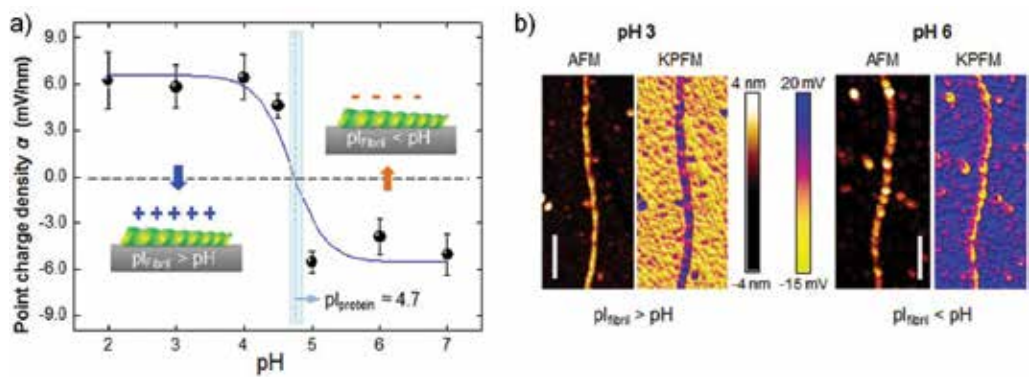 a)
Point charge density α (mV/nm)
9.0
6.0
3.0
0.0
-3.0
-6.0
-9.0
2 3 4 5 6 7
pH
- - - -
pIFibril < pH
+ + + + +
pIFibril > pH
pIprotein = 4.7
b)
pH 3
AFM KPFM
4 nm
-4 nm
20 mV
-15 mV
pIfibril > pH
pH 6
AFM KPFM
pIfibril < pH